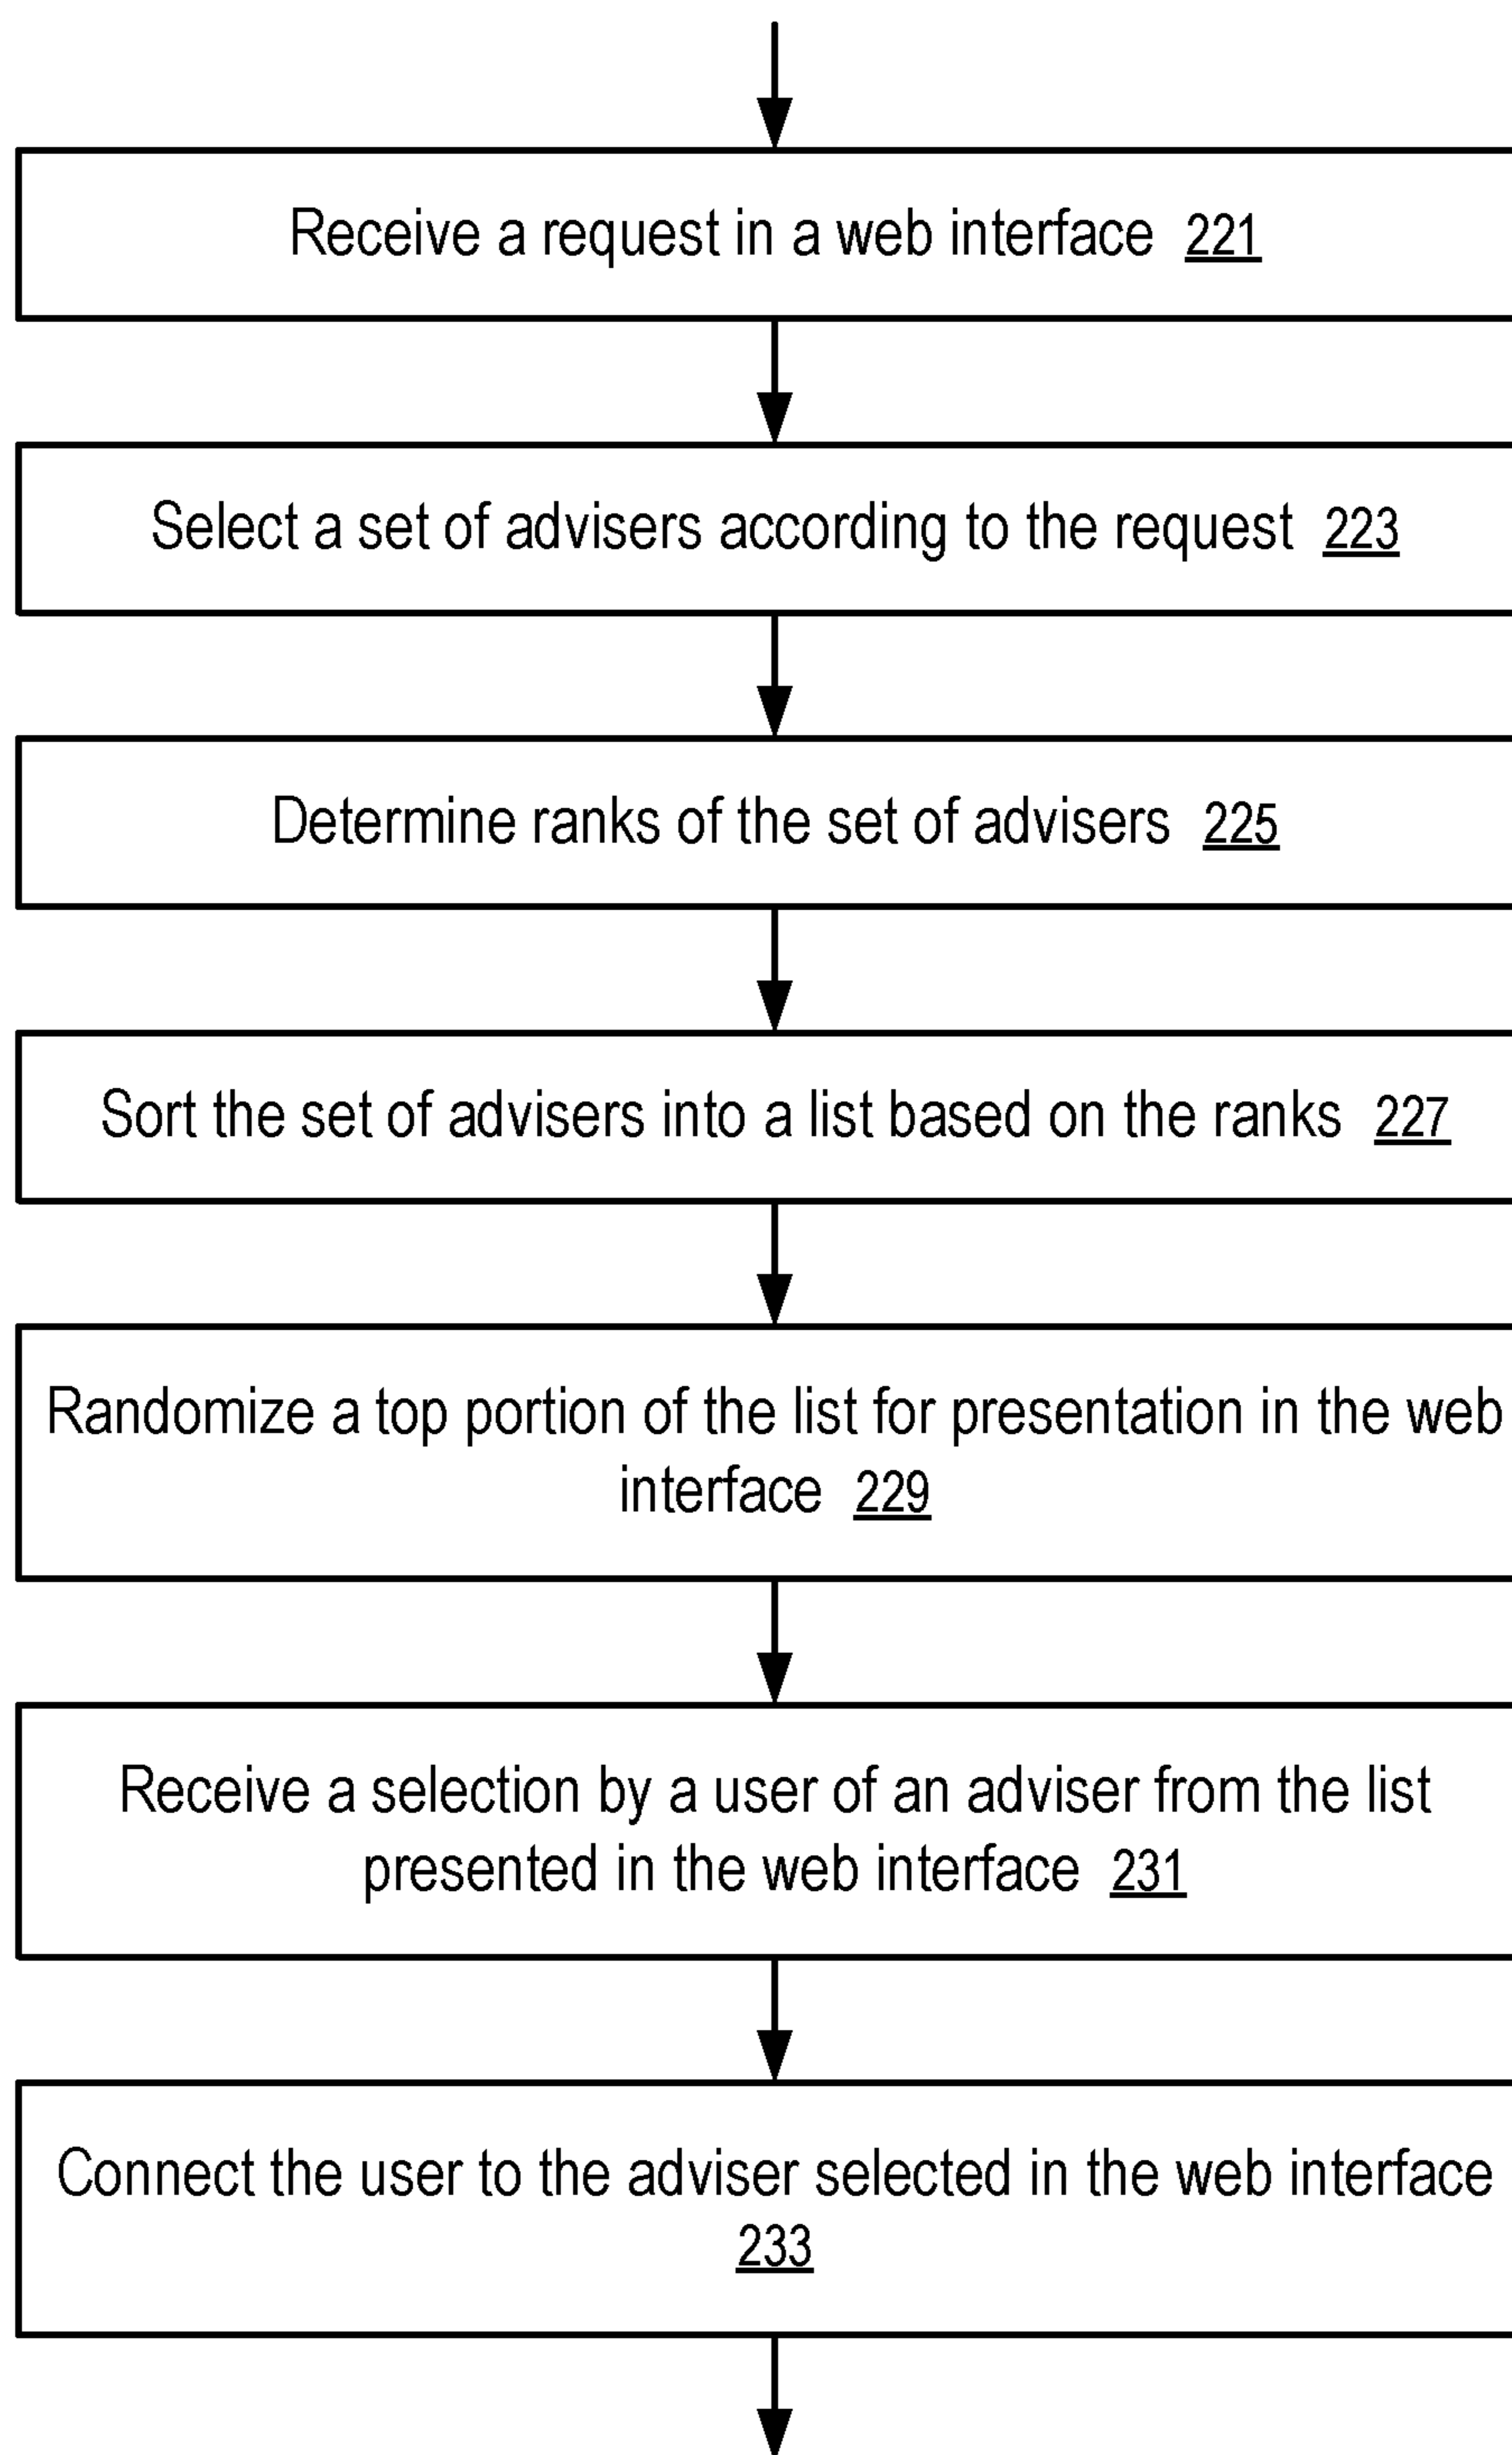 Receive a request in a web interface 221
Select a set of advisers according to the request 223
Determine ranks of the set of advisers 225
Sort the set of advisers into a list based on the ranks 227
Randomize a top portion of the list for presentation in the web
interface 229
Receive a selection by a user of an adviser from the list
presented in the web interface 231
Connect the user to the adviser selected in the web interface
233